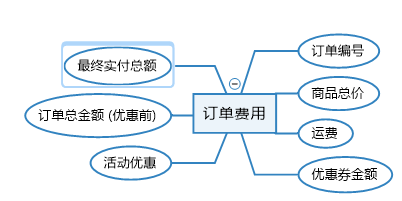 最终实付总额
订单总金额 (优惠前)
活动优惠
订单费用
订单编号
商品总价
运费
优惠券金额